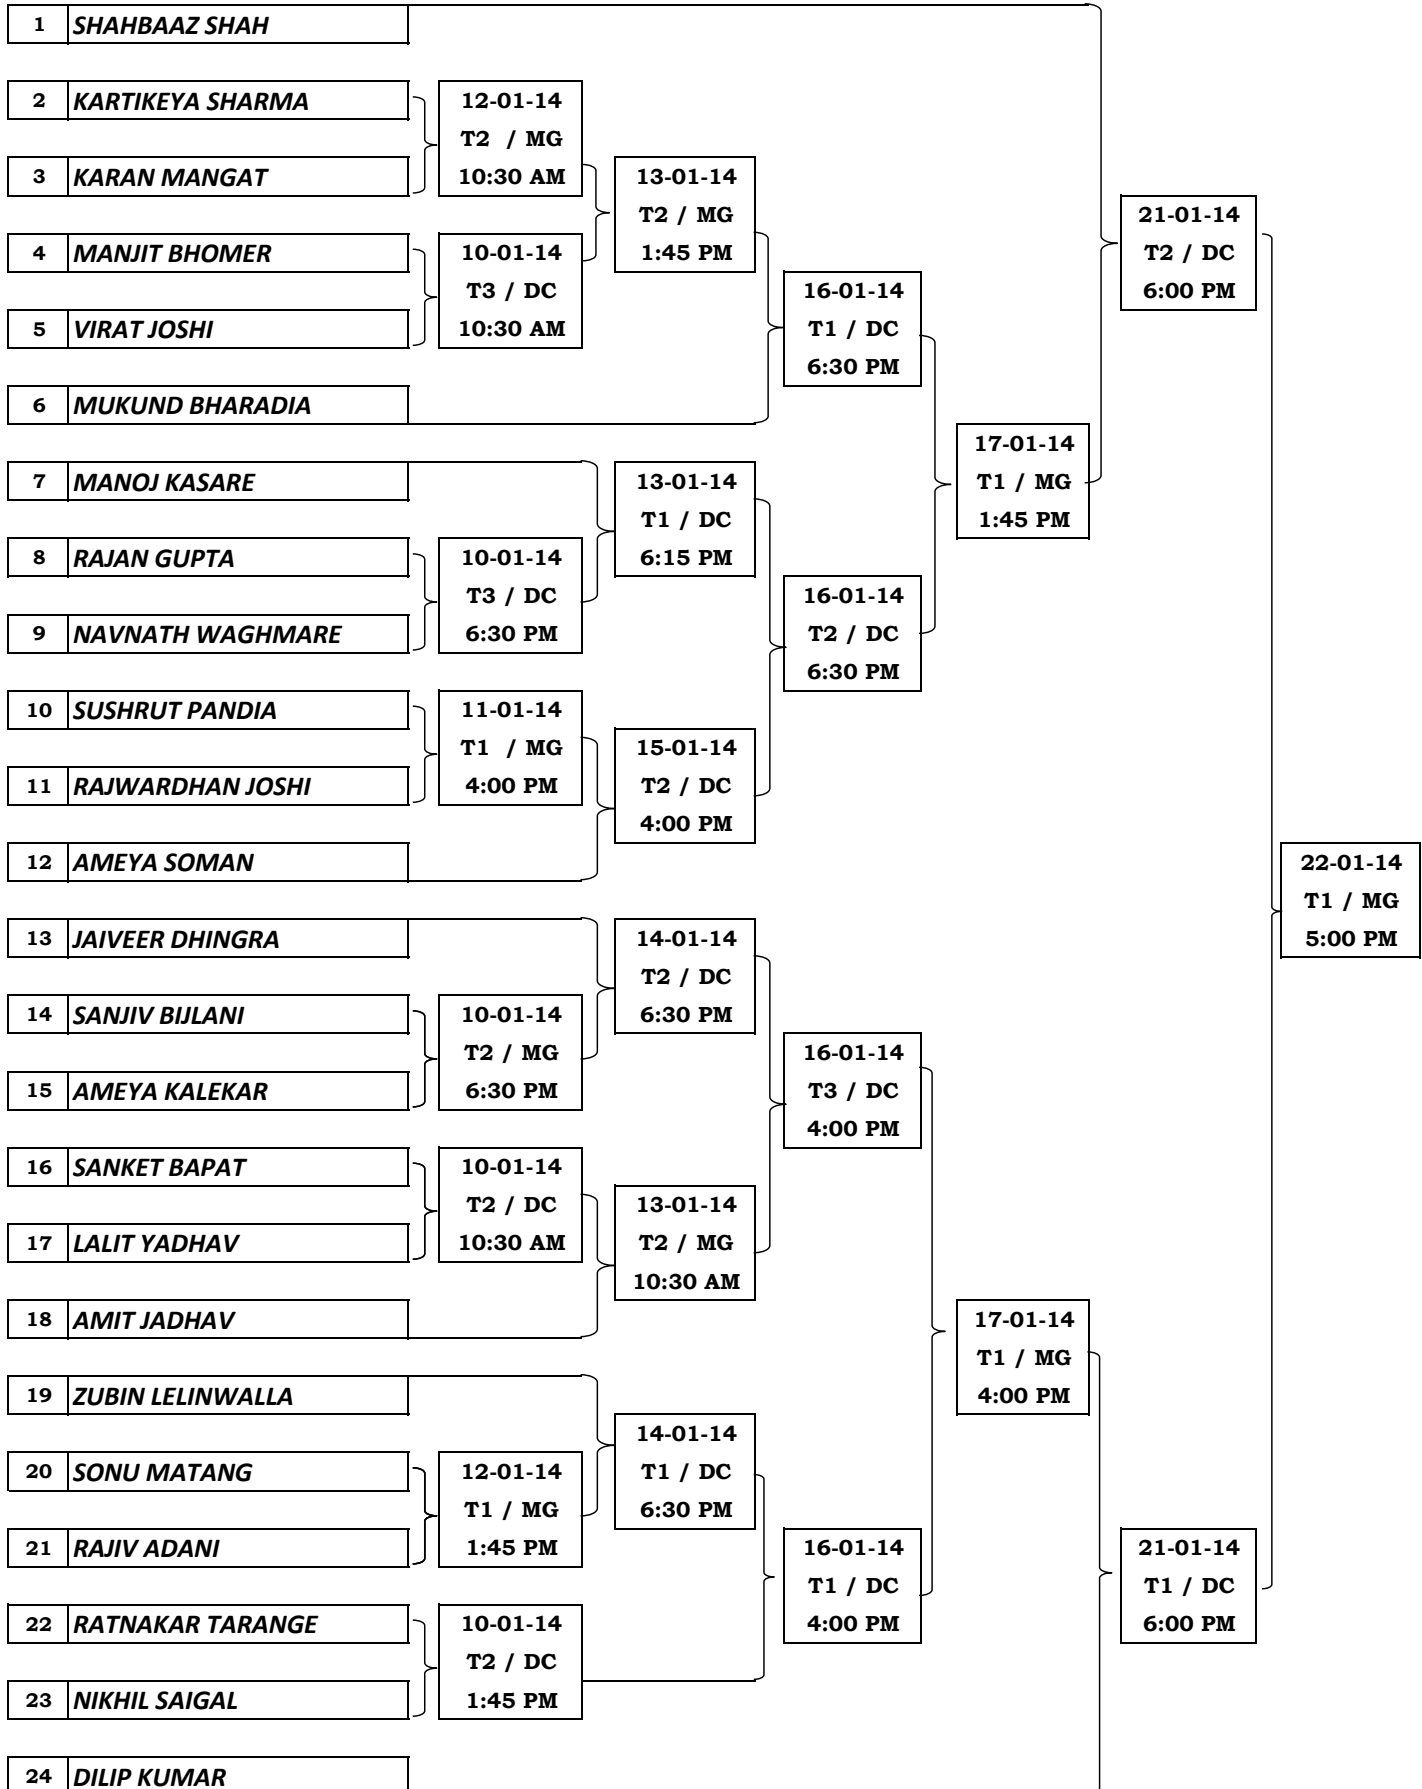 1 SHAHBAAZ SHAH
2 KARTIKEYA SHARMA 12-01-14
T2 / MG
3 KARAN MANGAT 10:30 AM 13-01-14
T2 / MG 21-01-14
4 MANJIT BHOMER 10-01-14 1:45 PM T2 / DC
T3 / DC 16-01-14 6:00 PM
5 VIRAT JOSHI 10:30 AM T1 / DC
6:30 PM
6 MUKUND BHARADIA
17-01-14
7 MANOJ KASARE 13-01-14 T1 / MG
T1 / DC 1:45 PM
8 RAJAN GUPTA 10-01-14 6:15 PM
T3 / DC 16-01-14
9 NAVNATH WAGHMARE 6:30 PM T2 / DC
6:30 PM
10 SUSHRUT PANDIA 11-01-14
T1 / MG 15-01-14
11 RAJWARDHAN JOSHI 4:00 PM T2 / DC
4:00 PM
12 AMEYA SOMAN 22-01-14
T1 / MG
13 JAIVEER DHINGRA 14-01-14 5:00 PM
T2 / DC
14 SANJIV BIJLANI 10-01-14 6:30 PM
T2 / MG 16-01-14
15 AMEYA KALEKAR 6:30 PM T3 / DC
4:00 PM
16 SANKET BAPAT 10-01-14
T2 / DC 13-01-14
17 LALIT YADHAV 10:30 AM T2 / MG
10:30 AM
18 AMIT JADHAV 17-01-14
T1 / MG
19 ZUBIN LELINWALLA 4:00 PM
14-01-14
20 SONU MATANG 12-01-14 T1 / DC
T1 / MG 6:30 PM
21 RAJIV ADANI 1:45 PM 16-01-14 21-01-14
T1 / DC T1 / DC
22 RATNAKAR TARANGE 10-01-14 4:00 PM 6:00 PM
T2 / DC
23 NIKHIL SAIGAL 1:45 PM
24 DILIP KUMAR